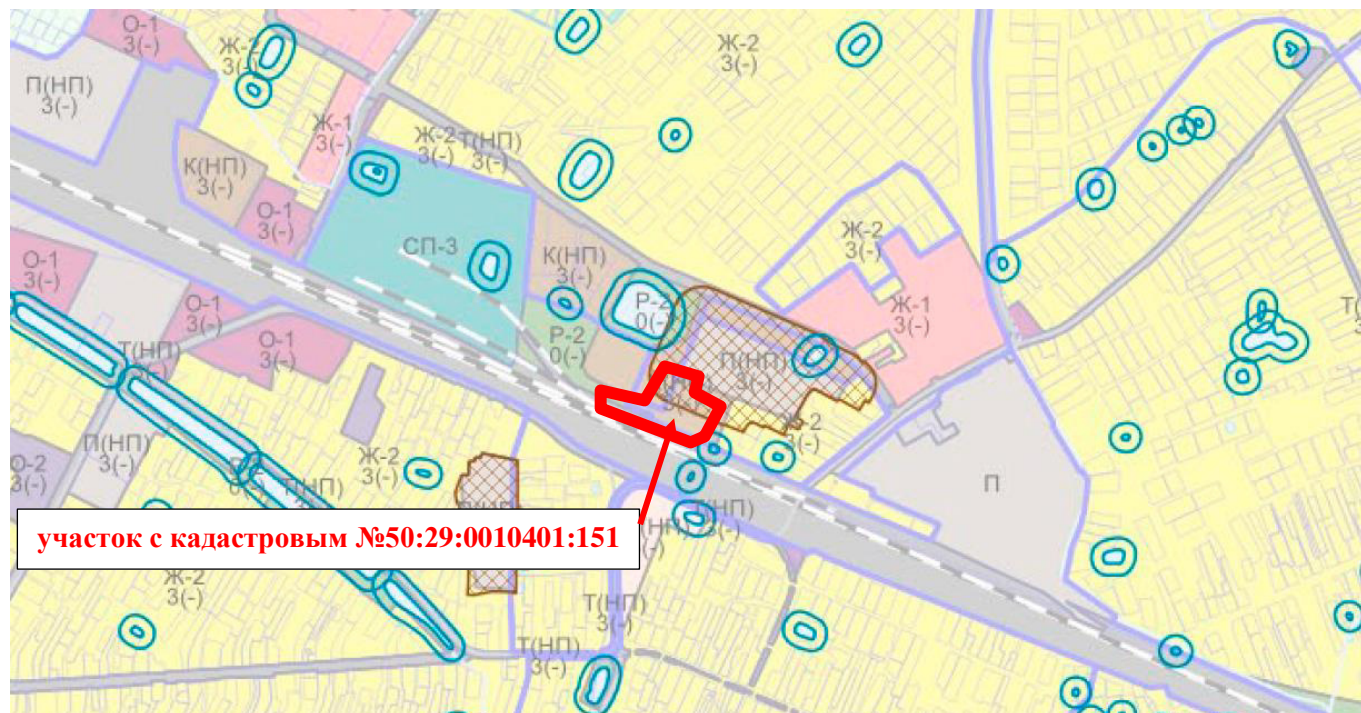 О-1
3(-)
Ж-2
3(-)
Ж-2
3(-)
П(НП)
3(-)
Ж-1
3(-)
Ж-2
3(-)
Т(НП)
3(-)
К(НП)
3(-)
О-1
3(-)
СП-3
К(НП)
3(-)
Ж-2
3(-)
О-1
3(-)
Р-2
0(-)
Ж-1
3(-)
О-1
3(-)
О-1
3(-)
Р-2
0(-)
Т(НП)
3(-)
П(НП)
3(-)
Ж-2
3(-)
П(НП)
3(-)
Ж-2
3(-)
О-2
3(-)
Т(НП)
3(-)
П
участок с кадастровым №50:29:0010401:151
Ж-2
3(-)
Т(НП)
3(-)
Т(НП)
3(-)